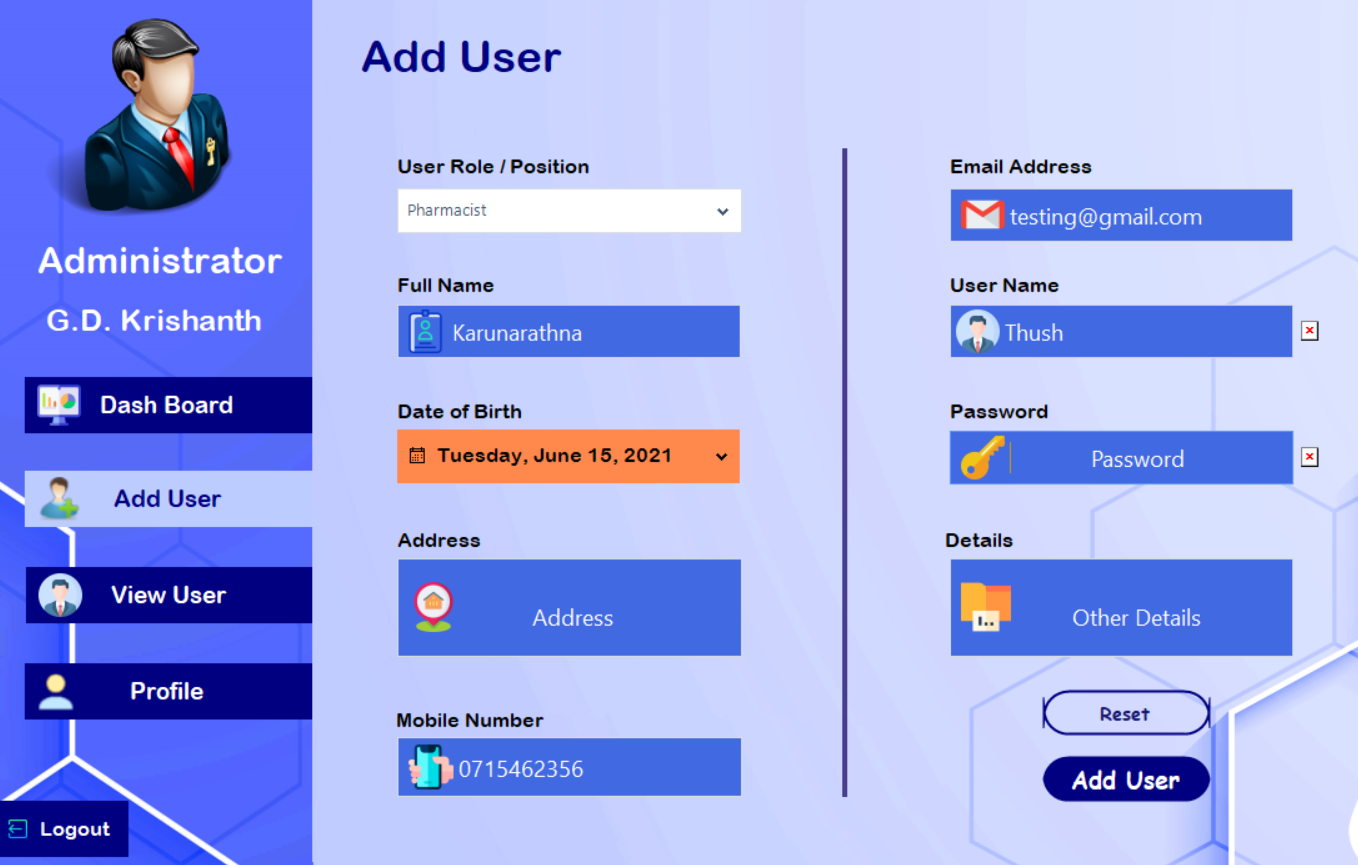 Administrator
G.D. Krishanth
Dash Board
Add User
View User
Profile
Logout
Add User
User Role / Position
Pharmacist
Full Name
Karunarathna
Date of Birth
Tuesday, June 15, 2021
Address
Address
Mobile Number
0715462356
Email Address
testing@gmail.com
User Name
Thush
Password
Password
Details
Other Details
Reset
Add User